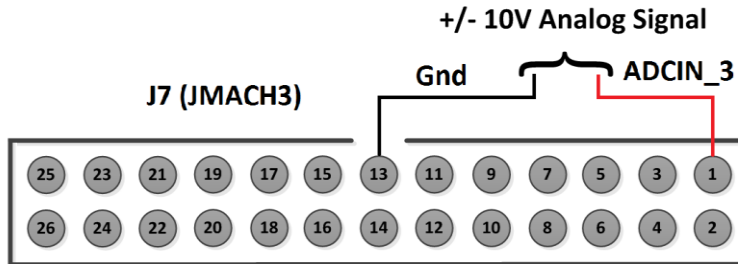 +/- 10V Analog Signal
Gnd
ADCIN_3
J7 (JMACH3)
25 23 21 19 17 15 13 11 9 7 5 3 1
26 24 22 20 18 16 14 12 10 8 6 4 2